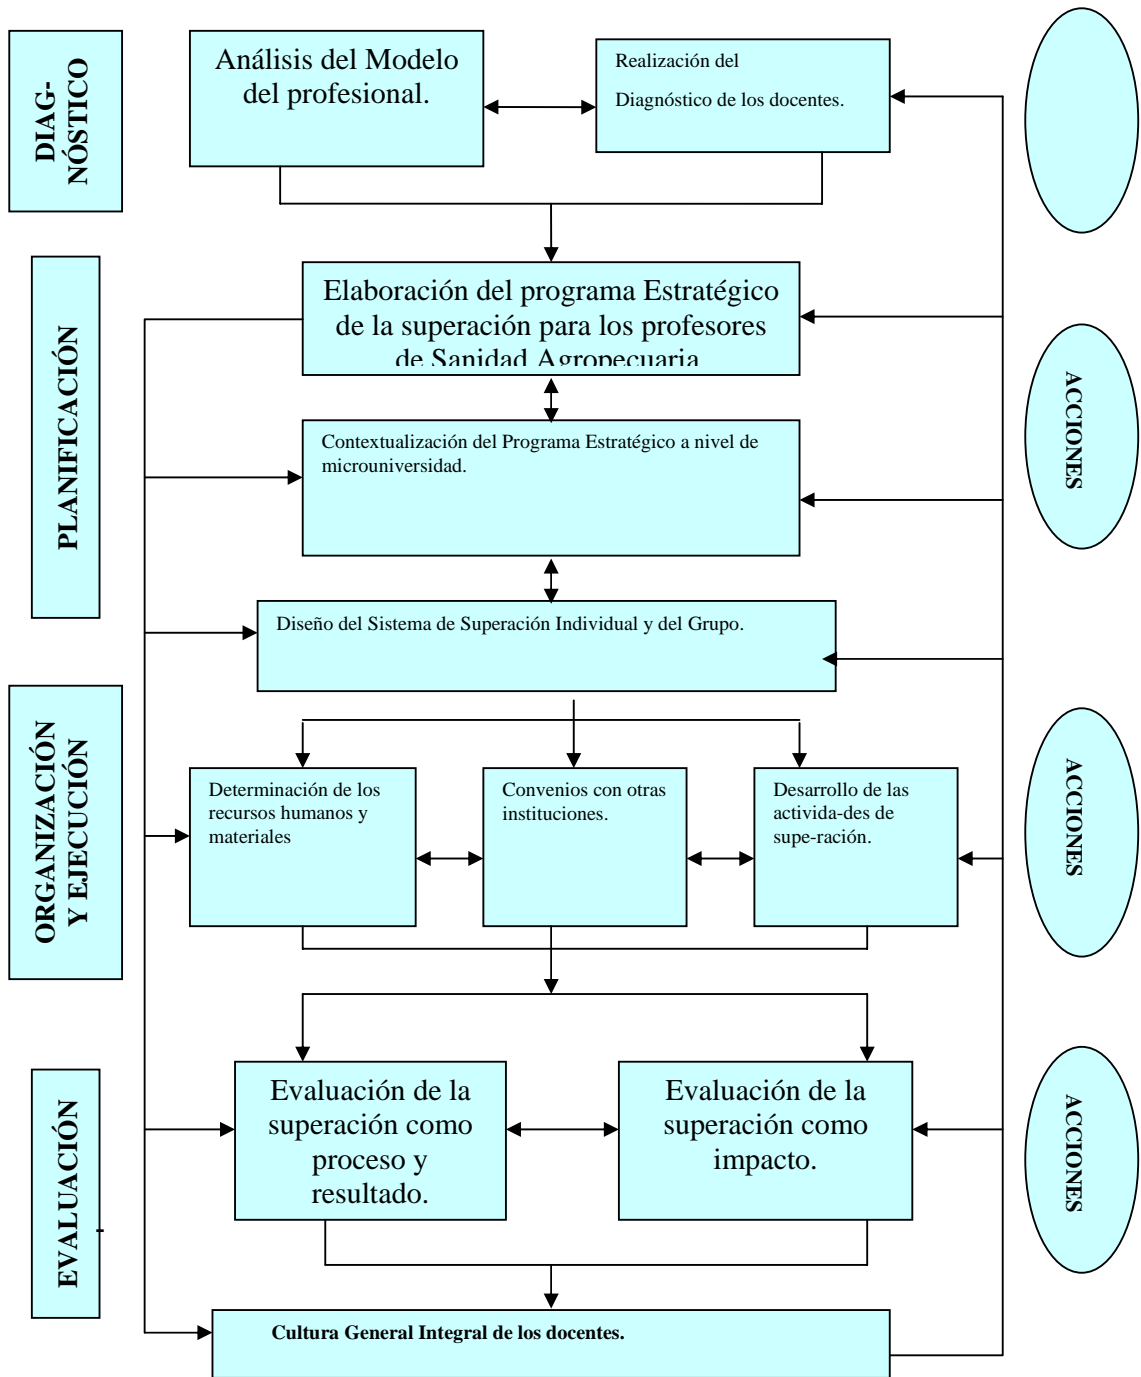 DIAG-
NÓSTICO
Análisis del Modelo
del profesional.
Realización del
Diagnóstico de los docentes.
PLANIFICACIÓN
Elaboración del programa Estratégico
de la superación para los profesores
de Sanidad Agropecuaria
ACCIONES
Contextualización del Programa Estratégico a nivel de
microuniversidad.
Diseño del Sistema de Superación Individual y del Grupo.
ORGANIZACIÓN
Y EJECUCIÓN
Determinación de los
recursos humanos y
materiales
Convenios con otras
instituciones.
Desarrollo de las
activida-des de
supe-ración.
ACCIONES
EVALUACIÓN
-
Evaluación de la
superación como
proceso y
resultado.
Evaluación de la
superación como
impacto.
ACCIONES
Cultura General Integral de los docentes.